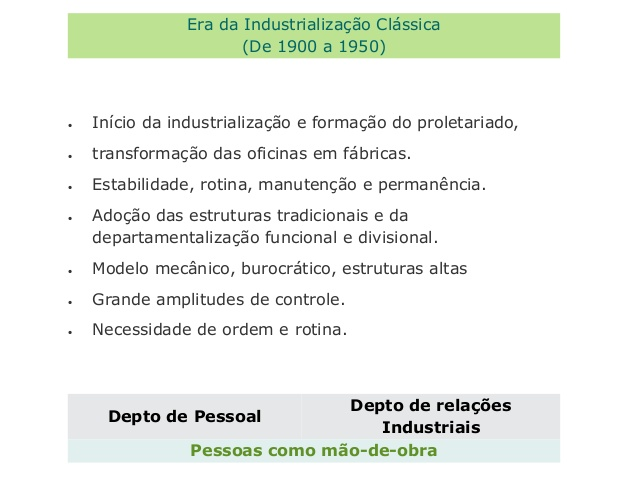 Era da Industrialização Clássica
(De 1900 a 1950)
• Início da industrialização e formação do proletariado,
• transformação das oficinas em fábricas.
• Estabilidade, rotina, manutenção e permanência.
• Adoção das estruturas tradicionais e da
departamentalização funcional e divisional.
• Modelo mecânico, burocrático, estruturas altas
• Grande amplitudes de controle.
• Necessidade de ordem e rotina.
Depto de Pessoal
Depto de relações
Industriais
Pessoas como mão-de-obra